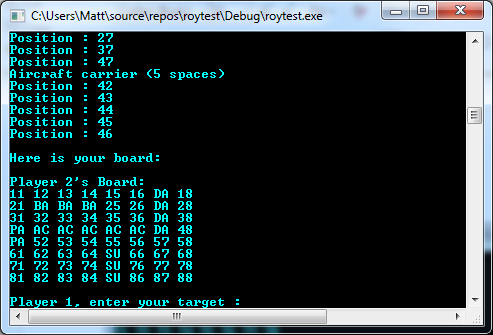 C:\Users\Matt\source\repos\roytest\Debug\roytest.exe
Position : 27
Position : 37
Position : 47
Aircraft carrier (5 spaces)
Position : 42
Position : 43
Position : 44
Position : 45
Position : 46
Here is your board:
Player 2's Board:
11 12 13 14 15 16 DA 18
21 BA BA BA 25 26 DA 28
31 32 33 34 35 36 DA 38
PA AC AC AC AC AC DA 48
PA 52 53 54 55 56 57 58
61 62 63 64 SU 66 67 68
71 72 73 74 SU 76 77 78
81 82 83 84 SU 86 87 88
Player 1, enter your target :